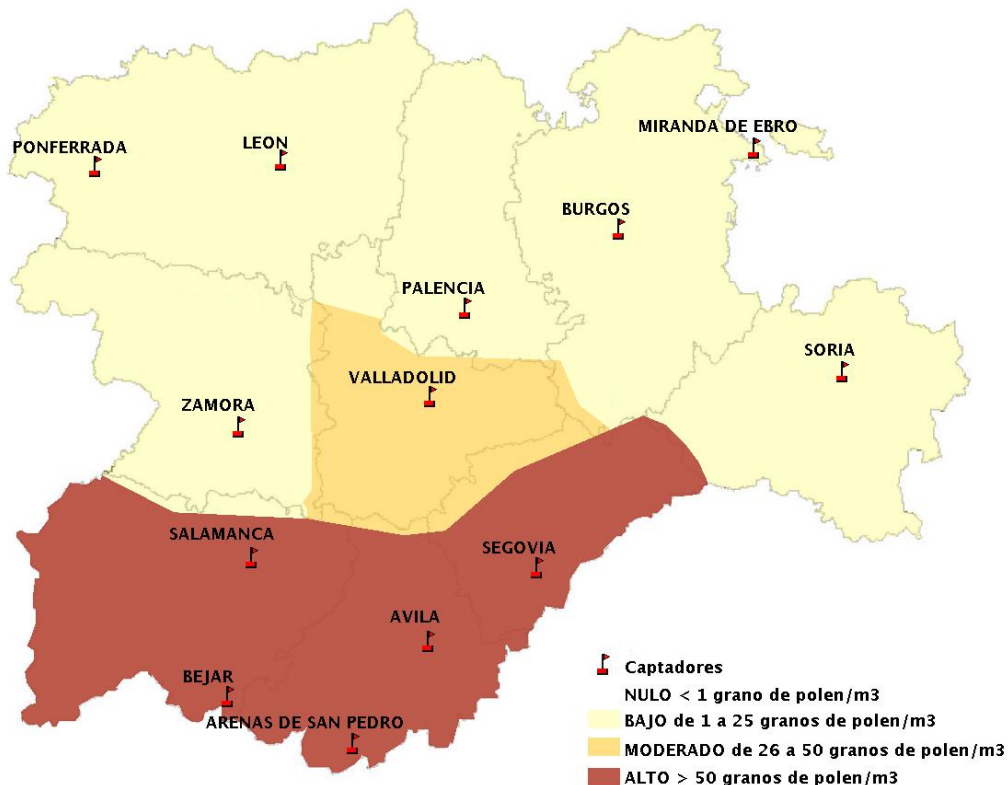 MIRANDA DE EBRO
PONFERRADA
LEON
BURGOS
PALENCIA
SORIA
VALLADOLID
ZAMORA
SALAMANCA
SEGOVIA
AVILA
BEJAR
ARENAS DE SAN PEDRO
Captadores
NULO < 1 grano de polen/m3
BAJO de 1 a 25 granos de polen/m3
MODERADO de 26 a 50 granos de polen/m3
ALTO > 50 granos de polen/m3